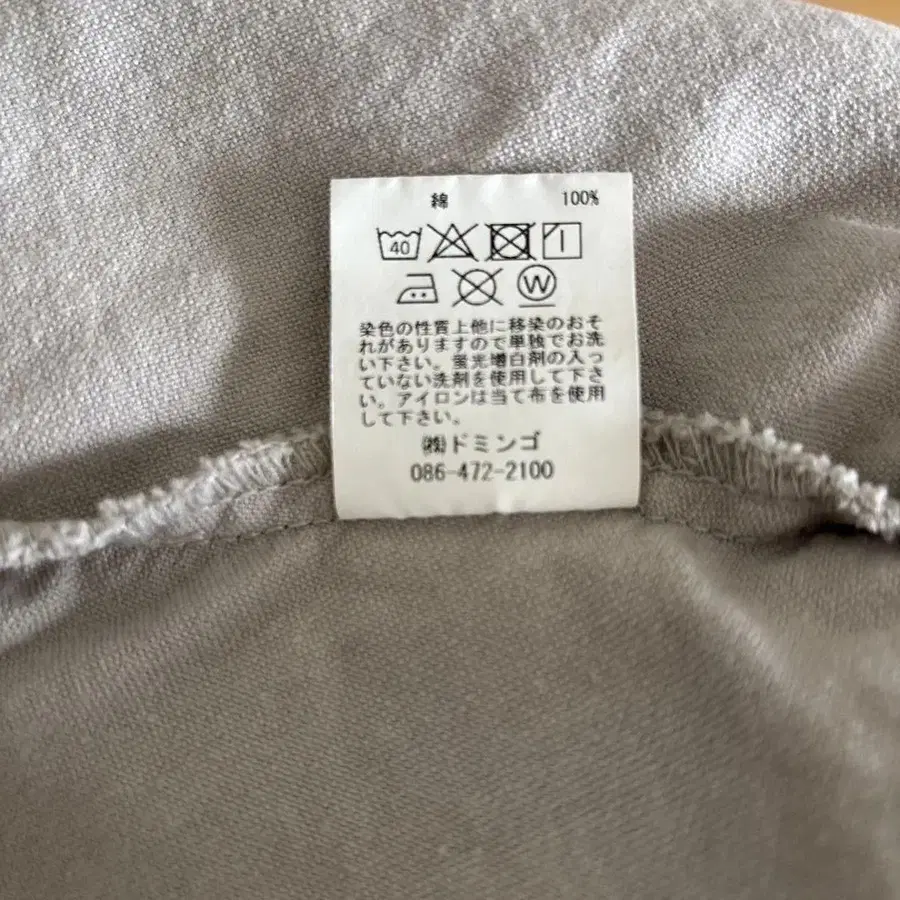 綿 100%
40
W
染色の性質上他に移染のおそ
れがありますので単独でお洗
い下さい。蛍光増白剤の入っ
ていない洗剤を使用して下さ
い。アイロンは当て布を使用
して下さい。
㈱ドミンゴ
086-472-2100